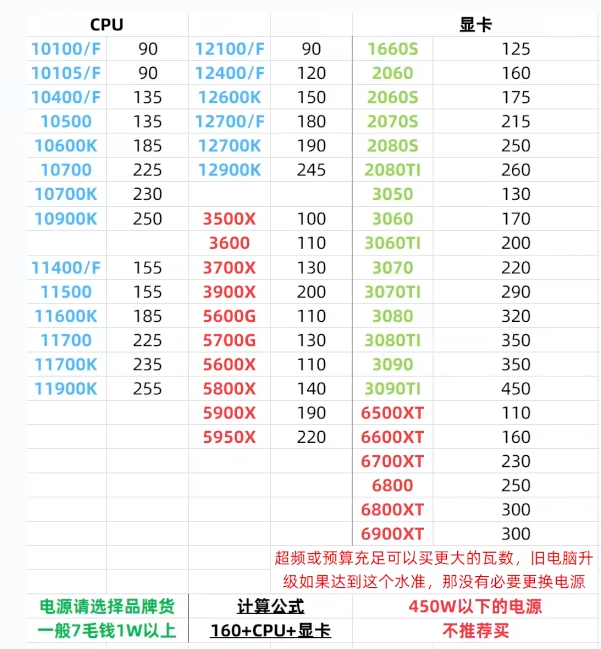 CPU 显卡
10100/F 90 12100/F 90 1660S 125
10105/F 90 12400/F 120 2060 160
10400/F 135 12600K 150 2060S 175
10500 135 12700/F 180 2070S 215
10600K 185 12700K 190 2080S 250
10700 225 12900K 245 2080TI 260
10700K 230 3050 130
10900K 250 3500X 100 3060 170
3600 110 3060TI 200
11400/F 155 3700X 130 3070 220
11500 155 3900X 200 3070TI 290
11600K 185 5600G 110 3080 320
11700 225 5700G 130 3080TI 350
11700K 235 5600X 110 3090 350
11900K 255 5800X 140 3090TI 450
5900X 190 6500XT 110
5950X 220 6600XT 160
6700XT 230
6800 250
6800XT 300
6900XT 300
超频或预算充足可以买更大的瓦数，旧电脑升
级如果达到这个水准，那没有必要更换电源
电源请选择品牌货 计算公式 450W以下的电源
一般7毛钱1W以上 160+CPU+显卡 不推荐买